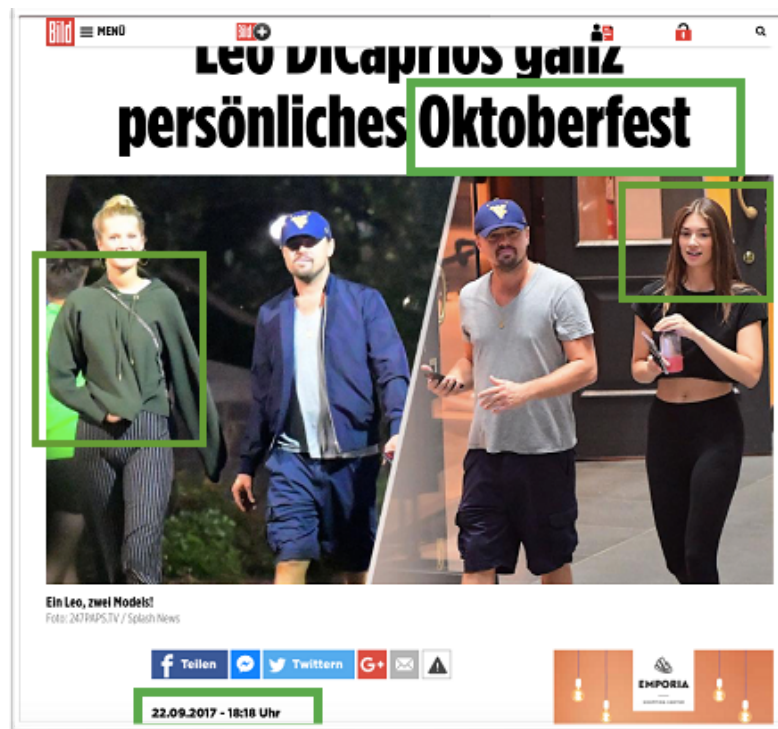 Bild MENÜ Bild
Leo DiCaprios ganz
persönliches Oktoberfest
Ein Leo, zwei Models!
Foto: 247PAPS.TV / Splash News
Teilen Twittern G+
EMPORIA
22.09.2017 - 18:18 Uhr